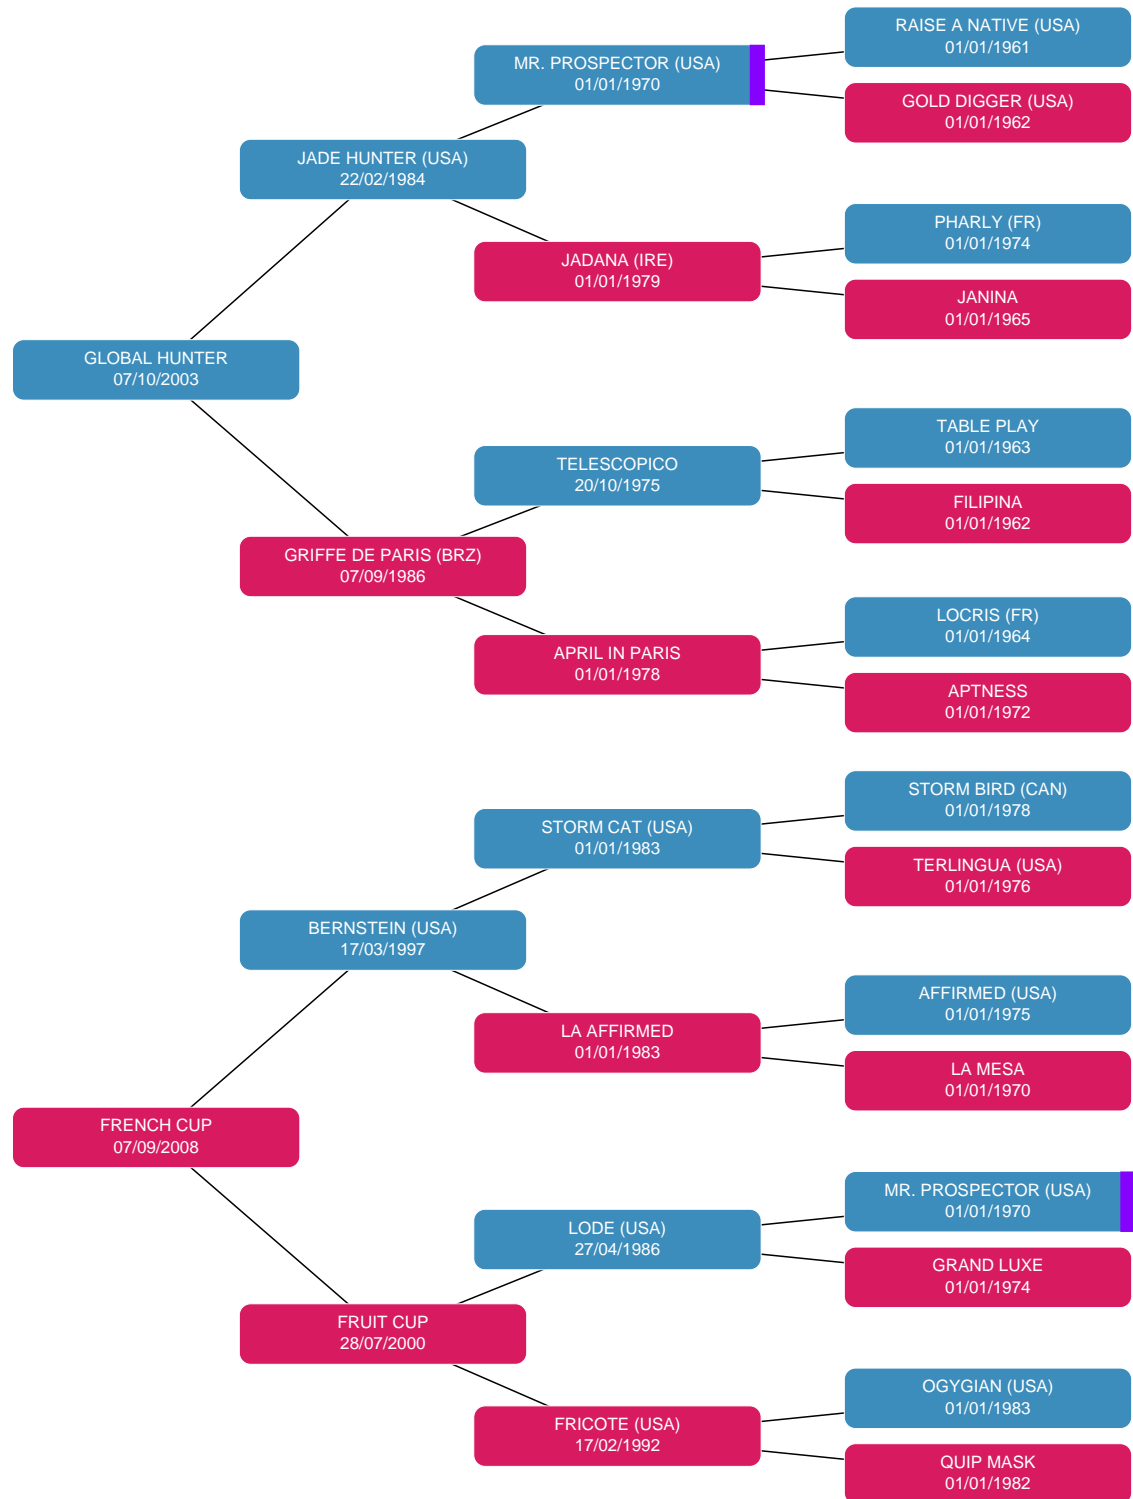 RAISE A NATIVE (USA)
01/01/1961
MR. PROSPECTOR (USA)
01/01/1970
GOLD DIGGER (USA)
01/01/1962
JADE HUNTER (USA)
22/02/1984
PHARLY (FR)
01/01/1974
JADANA (IRE)
01/01/1979
JANINA
01/01/1965
GLOBAL HUNTER
07/10/2003
TABLE PLAY
01/01/1963
TELESCOPICO
20/10/1975
FILIPINA
01/01/1962
GRIFFE DE PARIS (BRZ)
07/09/1986
LOCRIS (FR)
01/01/1964
APRIL IN PARIS
01/01/1978
APTNESS
01/01/1972
STORM BIRD (CAN)
01/01/1978
STORM CAT (USA)
01/01/1983
TERLINGUA (USA)
01/01/1976
BERNSTEIN (USA)
17/03/1997
AFFIRMED (USA)
01/01/1975
LA AFFIRMED
01/01/1983
LA MESA
01/01/1970
FRENCH CUP
07/09/2008
MR. PROSPECTOR (USA)
01/01/1970
LODE (USA)
27/04/1986
GRAND LUXE
01/01/1974
FRUIT CUP
28/07/2000
OGYGIAN (USA)
01/01/1983
FRICOTE (USA)
17/02/1992
QUIP MASK
01/01/1982